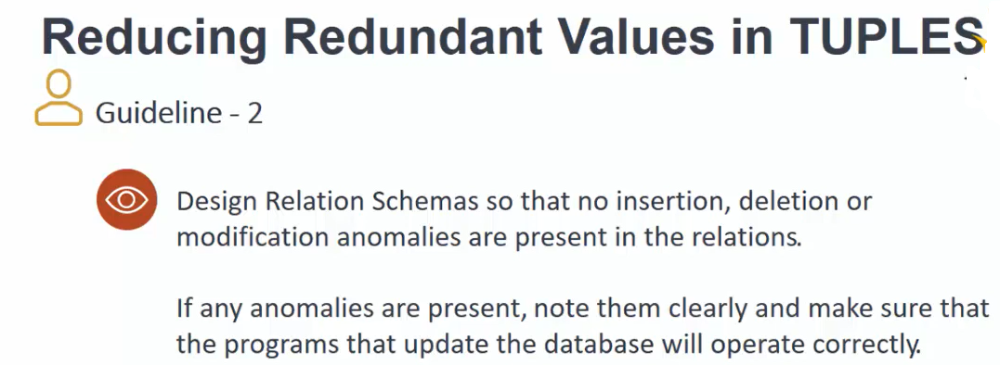 Reducing Redundant Values in TUPLES
Guideline - 2
Design Relation Schemas so that no insertion, deletion or
modification anomalies are present in the relations.
If any anomalies are present, note them clearly and make sure that
the programs that update the database will operate correctly.